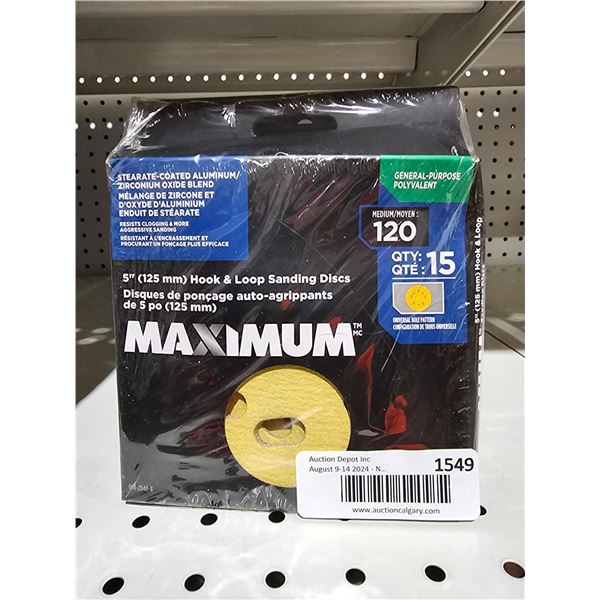 STEARATE-COATED ALUMINUM/
ZIRCONIUM OXIDE BLEND
MÉLANGE DE ZIRCONE ET
D'OXYDE D'ALUMINIUM
ENDUIT DE STÉARATE
RESISTS CLOGGING & MORE
AGGRESSIVE SANDING
RÉSISTANT À L'ENCRASSEMENT ET
PROCURANT UN PONÇAGE PLUS EFFICACE
GENERAL-PURPOSE
POLYVALENT
MEDIUM/MOYEN :
120
QTY:
QTÉ : 15
UNIVERSAL HOLE PATTERN
CONFIGURATION DE TROUS UNIVERSELLE
5" (125 mm) Hook & Loop Sanding Discs
Disques de ponçage auto-agrippants
de 5 po (125 mm)
MAXIMUM TM MC
5" (125 mm) Hook & Loop
Sanding Discs
Auction Depot Inc
August 9-14 2024 - N...
1549
www.auctioncalgary.com